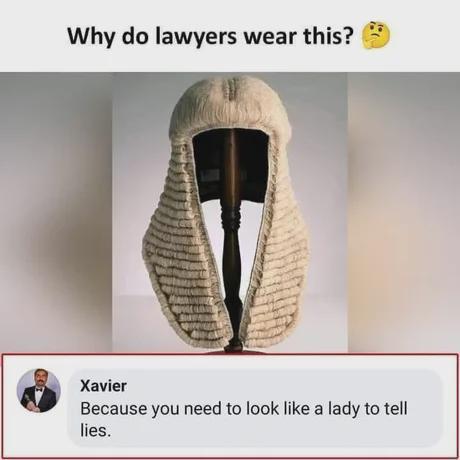 Why do lawyers wear this? 🤔
Xavier
Because you need to look like a lady to tell
lies.